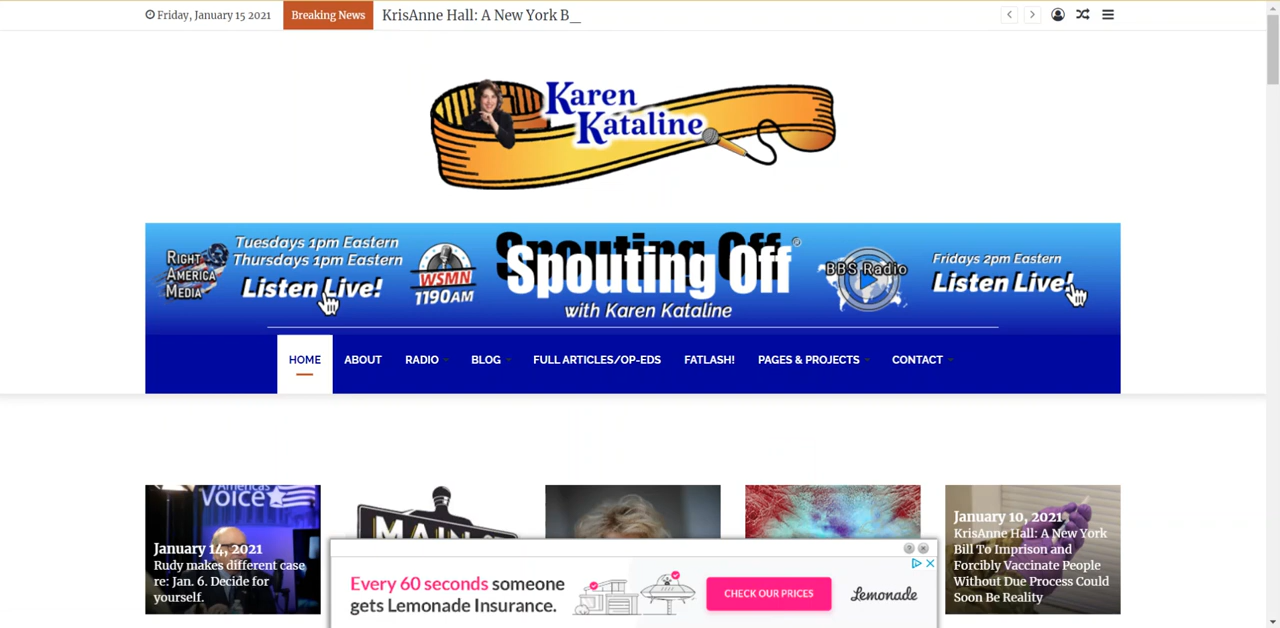 Friday, January 15 2021
Breaking News
KrisAnne Hall: A New York B_
Karen
Kataline
RIGHT
AMERICA
MEDIA
Tuesdays 1pm Eastern
Thursdays 1pm Eastern
Listen Live!
WSMN
1190AM
Spouting Off
Spouting Off®
with Karen Kataline
BBS Radio
Fridays 2pm Eastern
Listen Live!
HOME
ABOUT
RADIO
BLOG
FULL ARTICLES/OP-EDS
FATLASH!
PAGES & PROJECTS
CONTACT
America's
VOICE
January 14, 2021
Rudy makes different case
re: Jan. 6. Decide for
yourself.
MAIN S
January 10, 2021
KrisAnne Hall: A New York
Bill To Imprison and
Forcibly Vaccinate People
Without Due Process Could
Soon Be Reality
Every 60 seconds someone
gets Lemonade Insurance.
CHECK OUR PRICES
Lemonade